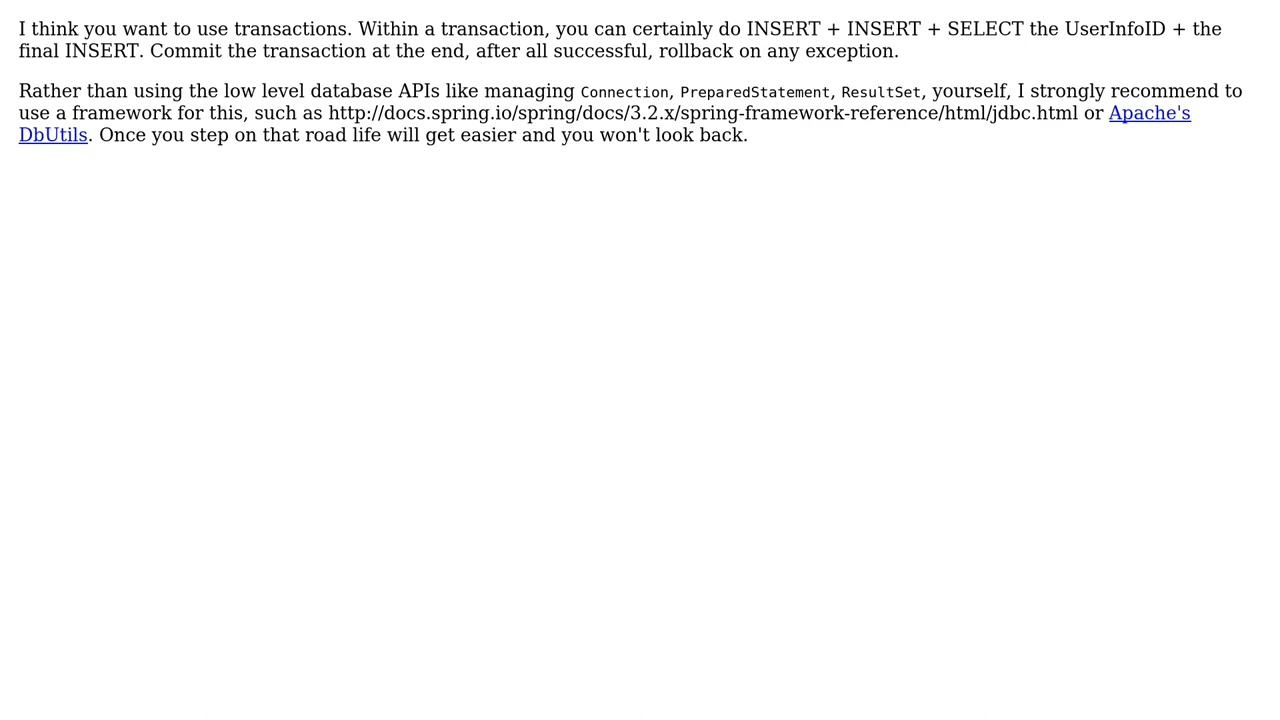 I think you want to use transactions. Within a transaction, you can certainly do INSERT + INSERT + SELECT the UserInfoID + the
final INSERT. Commit the transaction at the end, after all successful, rollback on any exception.
Rather than using the low level database APIs like managing Connection, PreparedStatement, ResultSet, yourself, I strongly recommend to
use a framework for this, such as http://docs.spring.io/spring/docs/3.2.x/spring-framework-reference/html/jdbc.html or Apache's
DbUtils. Once you step on that road life will get easier and you won't look back.